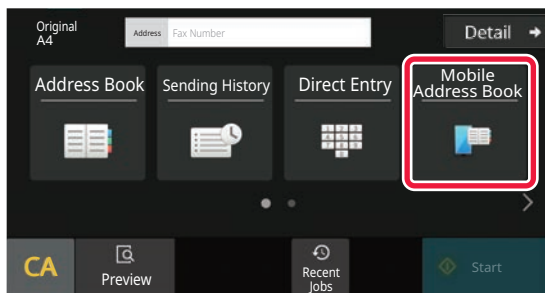 Original
A4
Address Fax Number
Detail
Address Book
Sending History
Direct Entry
Mobile
Address Book
CA
Preview
Recent
Jobs
Start